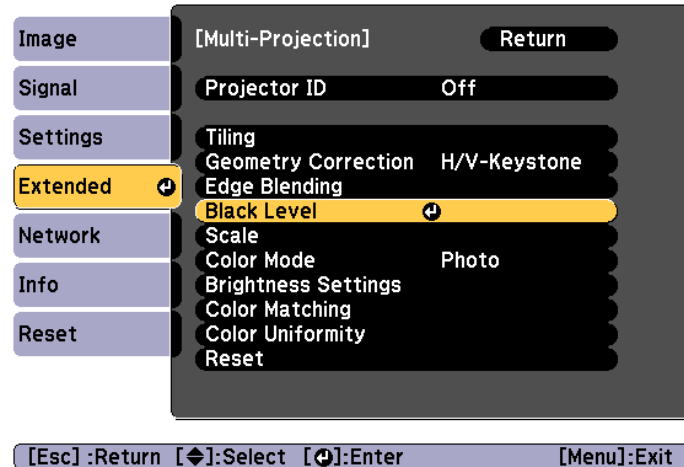 Image
Signal
Settings
Extended
Network
Info
Reset
[Multi-Projection] Return
Projector ID Off
Tiling
Geometry Correction H/V-Keystone
Edge Blending
Black Level
Scale
Color Mode Photo
Brightness Settings
Color Matching
Color Uniformity
Reset
[Esc] :Return [◆]:Select [⏎]:Enter [Menu]:Exit